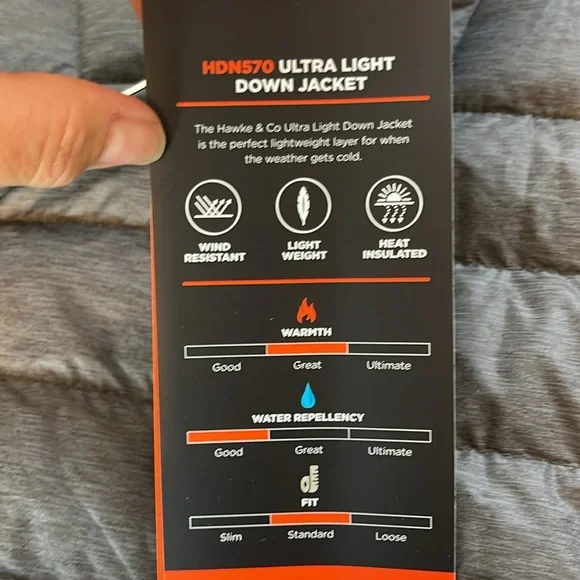 HDN570 ULTRA LIGHT
DOWN JACKET
The Hawke & Co Ultra Light Down Jacket
is the perfect lightweight layer for when
the weather gets cold.
WIND
RESISTANT
LIGHT
WEIGHT
HEAT
INSULATED
WARMTH
Good Great Ultimate
WATER REPELLENCY
Good Great Ultimate
FIT
Slim Standard Loose